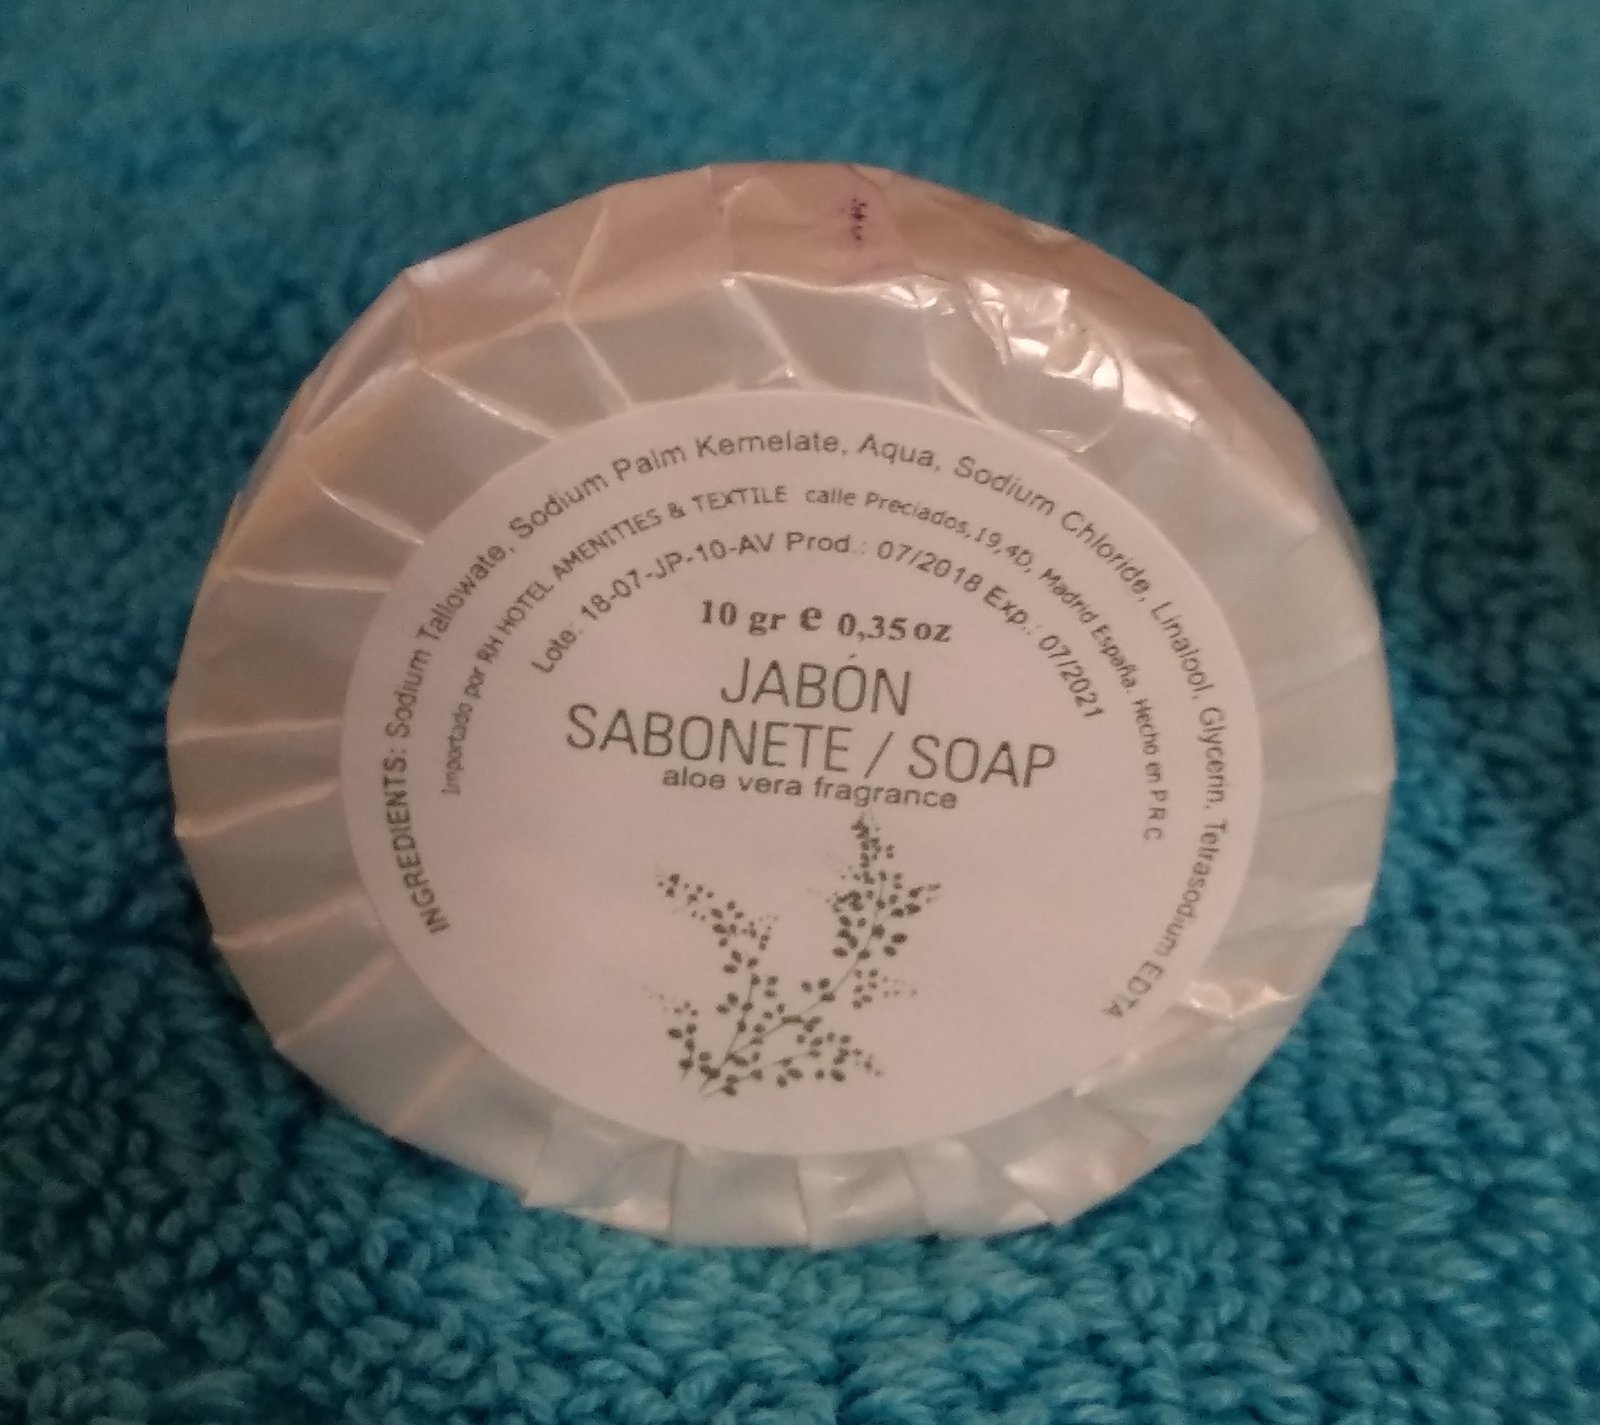 INGREDIENTS: Sodium Tallowate, Sodium Palm Kernelate, Aqua, Sodium Chloride, Linalool, Glycerin, Tetrasodium EDTA
Importado por RH HOTEL AMENITIES & TEXTILE calle Preciados,19,4D, Madrid España. Hecho en P R C
Lote: 18-07-JP-10-AV Prod.: 07/2018 Exp.: 07/2021
10 gr e 0,35 oz
JABÓN
SABONETE / SOAP
aloe vera fragrance